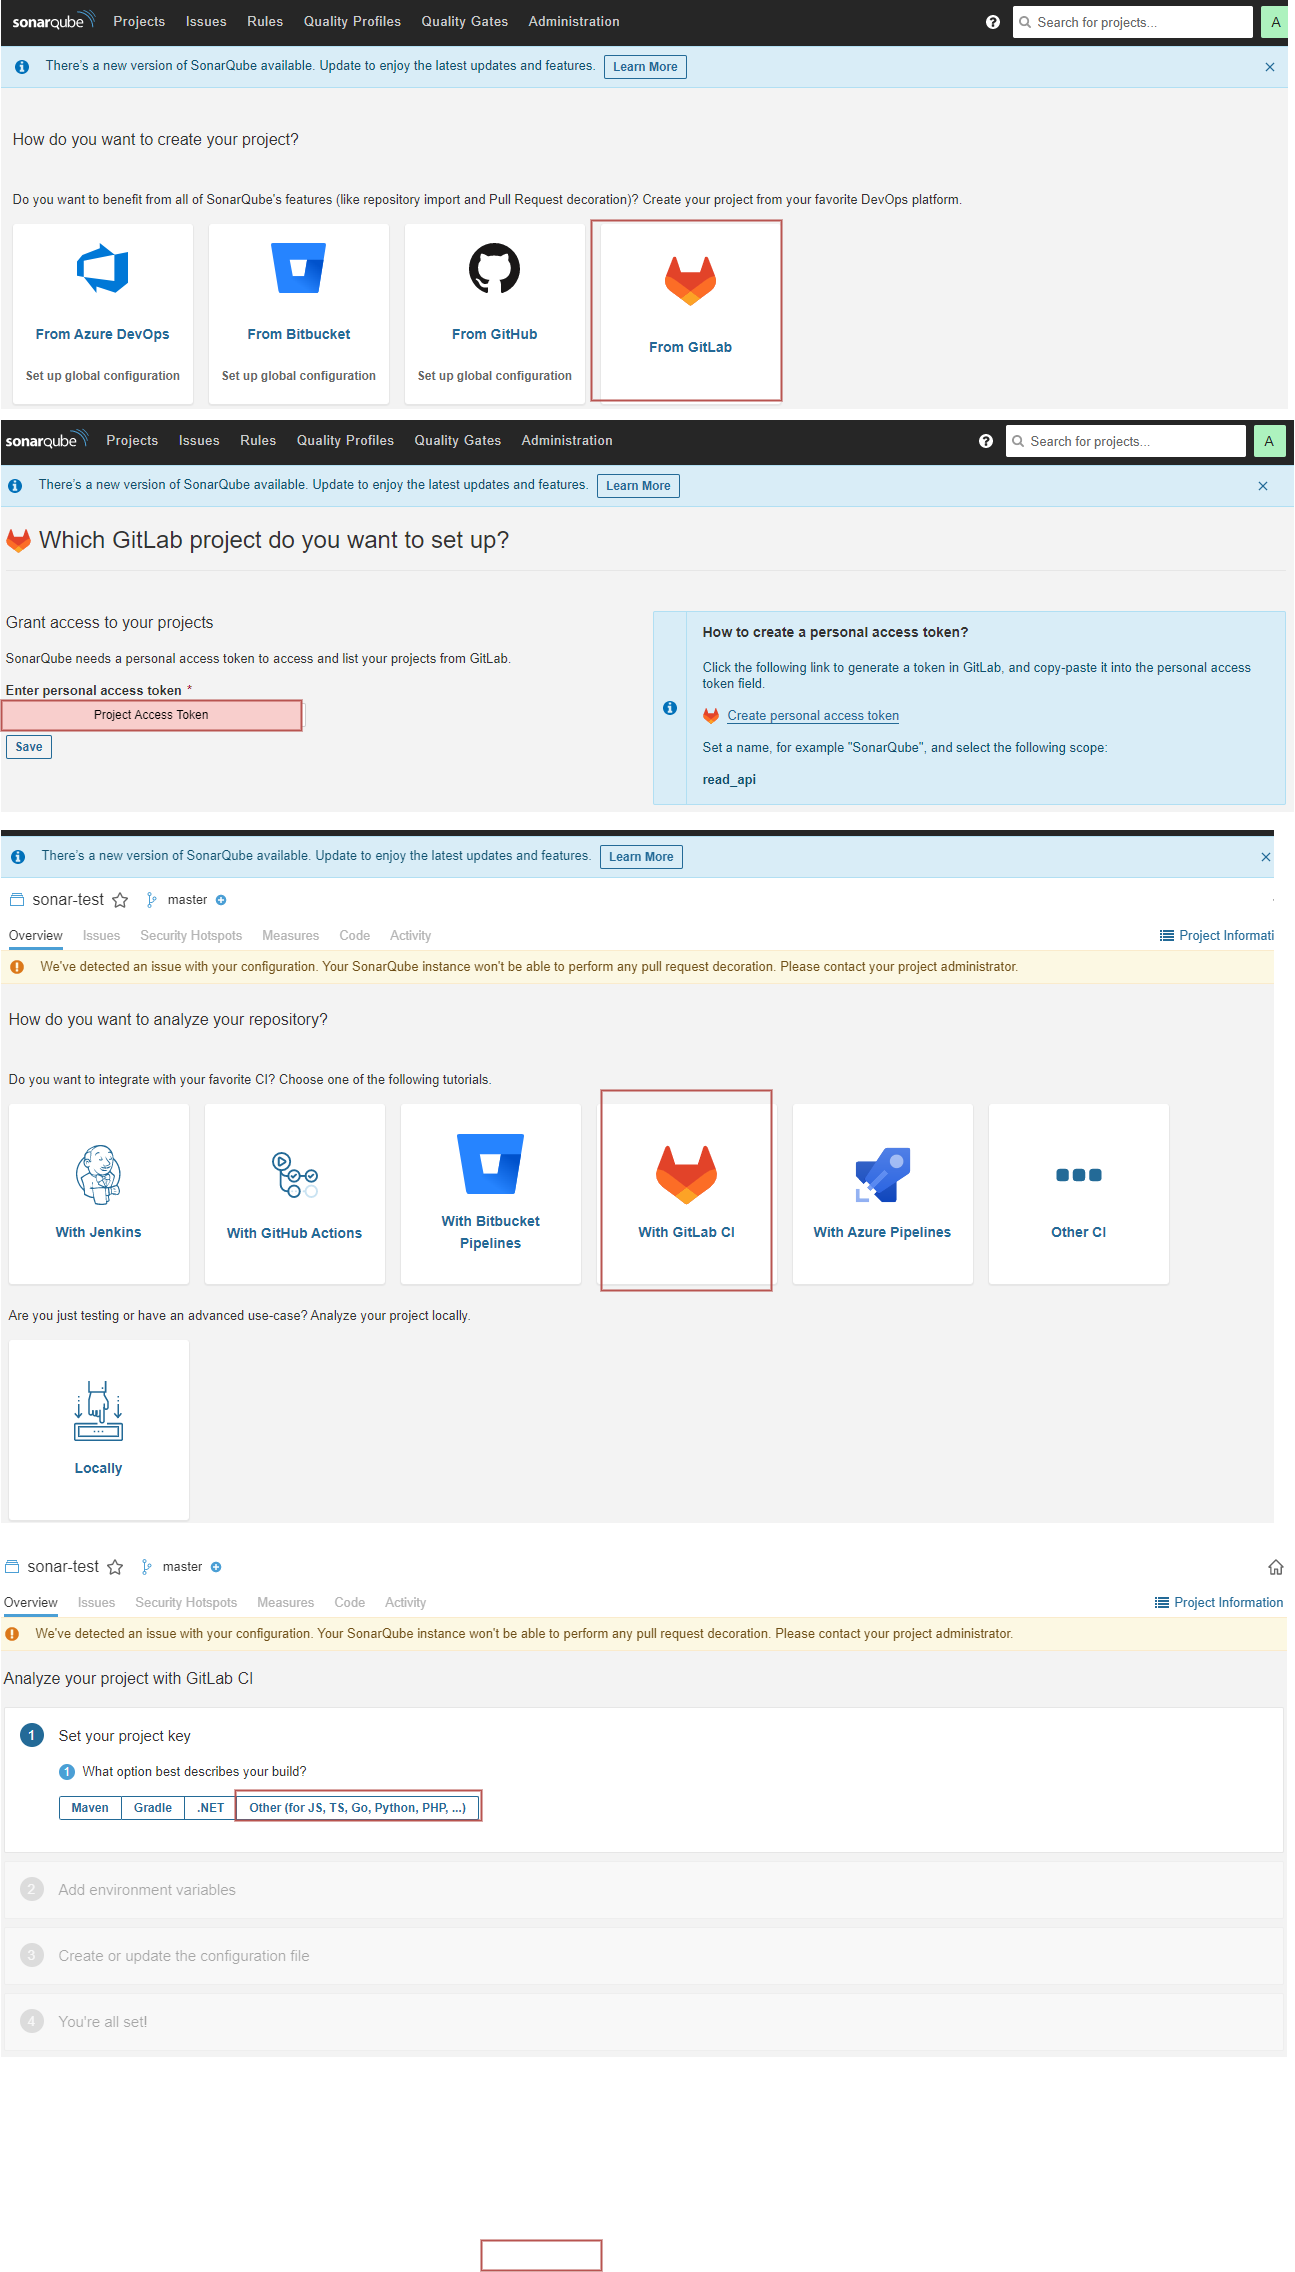 sonarqube Projects Issues Rules Quality Profiles Quality Gates Administration ? Search for projects... A
There's a new version of SonarQube available. Update to enjoy the latest updates and features. Learn More
How do you want to create your project?
Do you want to benefit from all of SonarQube's features (like repository import and Pull Request decoration)? Create your project from your favorite DevOps platform.
From Azure DevOps From Bitbucket From GitHub From GitLab
Set up global configuration Set up global configuration Set up global configuration
sonarqube Projects Issues Rules Quality Profiles Quality Gates Administration ? Search for projects... A
There's a new version of SonarQube available. Update to enjoy the latest updates and features. Learn More
Which GitLab project do you want to set up?
Grant access to your projects
SonarQube needs a personal access token to access and list your projects from GitLab.
Enter personal access token *
Project Access Token
Save
How to create a personal access token?
Click the following link to generate a token in GitLab, and copy-paste it into the personal access
token field.
Create personal access token
Set a name, for example "SonarQube", and select the following scope:
read_api
There's a new version of SonarQube available. Update to enjoy the latest updates and features. Learn More
sonar-test master
Overview Issues Security Hotspots Measures Code Activity Project Informati
We've detected an issue with your configuration. Your SonarQube instance won't be able to perform any pull request decoration. Please contact your project administrator.
How do you want to analyze your repository?
Do you want to integrate with your favorite CI? Choose one of the following tutorials.
With Jenkins With GitHub Actions With Bitbucket Pipelines With GitLab CI With Azure Pipelines Other CI
Are you just testing or have an advanced use-case? Analyze your project locally.
Locally
sonar-test master
Overview Issues Security Hotspots Measures Code Activity Project Information
We've detected an issue with your configuration. Your SonarQube instance won't be able to perform any pull request decoration. Please contact your project administrator.
Analyze your project with GitLab CI
1 Set your project key
1 What option best describes your build?
Maven Gradle .NET Other (for JS, TS, Go, Python, PHP, ...)
2 Add environment variables
3 Create or update the configuration file
4 You're all set!